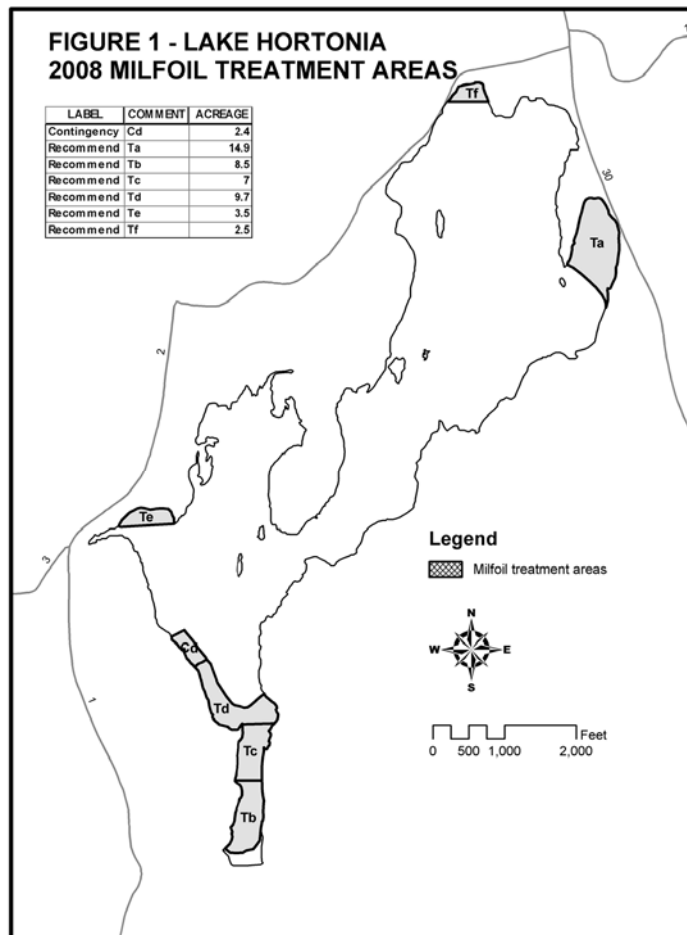 FIGURE 1 - LAKE HORTONIA
2008 MILFOIL TREATMENT AREAS
LABEL COMMENT ACREAGE
Contingency Cd 2.4
Recommend Ta 14.9
Recommend Tb 8.5
Recommend Tc 7
Recommend Td 9.7
Recommend Te 3.5
Recommend Tf 2.5
Tf
1
30
Ta
2
Te
3
Legend
Milfoil treatment areas
N
W E
S
Cd
Td
1
Tc
Tb
Feet
0 500 1,000 2,000